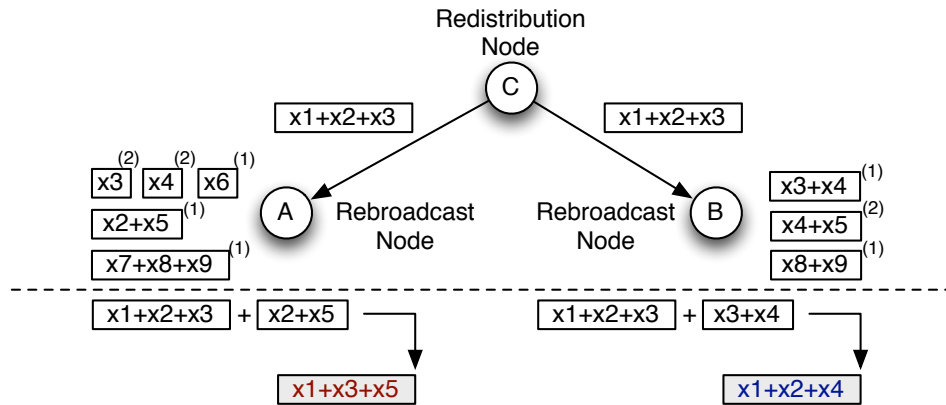 Redistribution
Node
C
x1+x2+x3 x1+x2+x3
x3(2) x4(2) x6(1)
x2+x5(1)
x7+x8+x9(1)
A
Rebroadcast
Node
Rebroadcast
Node
B
x3+x4(1)
x4+x5(2)
x8+x9(1)
x1+x2+x3 + x2+x5
x1+x2+x3 + x3+x4
x1+x3+x5
x1+x2+x4